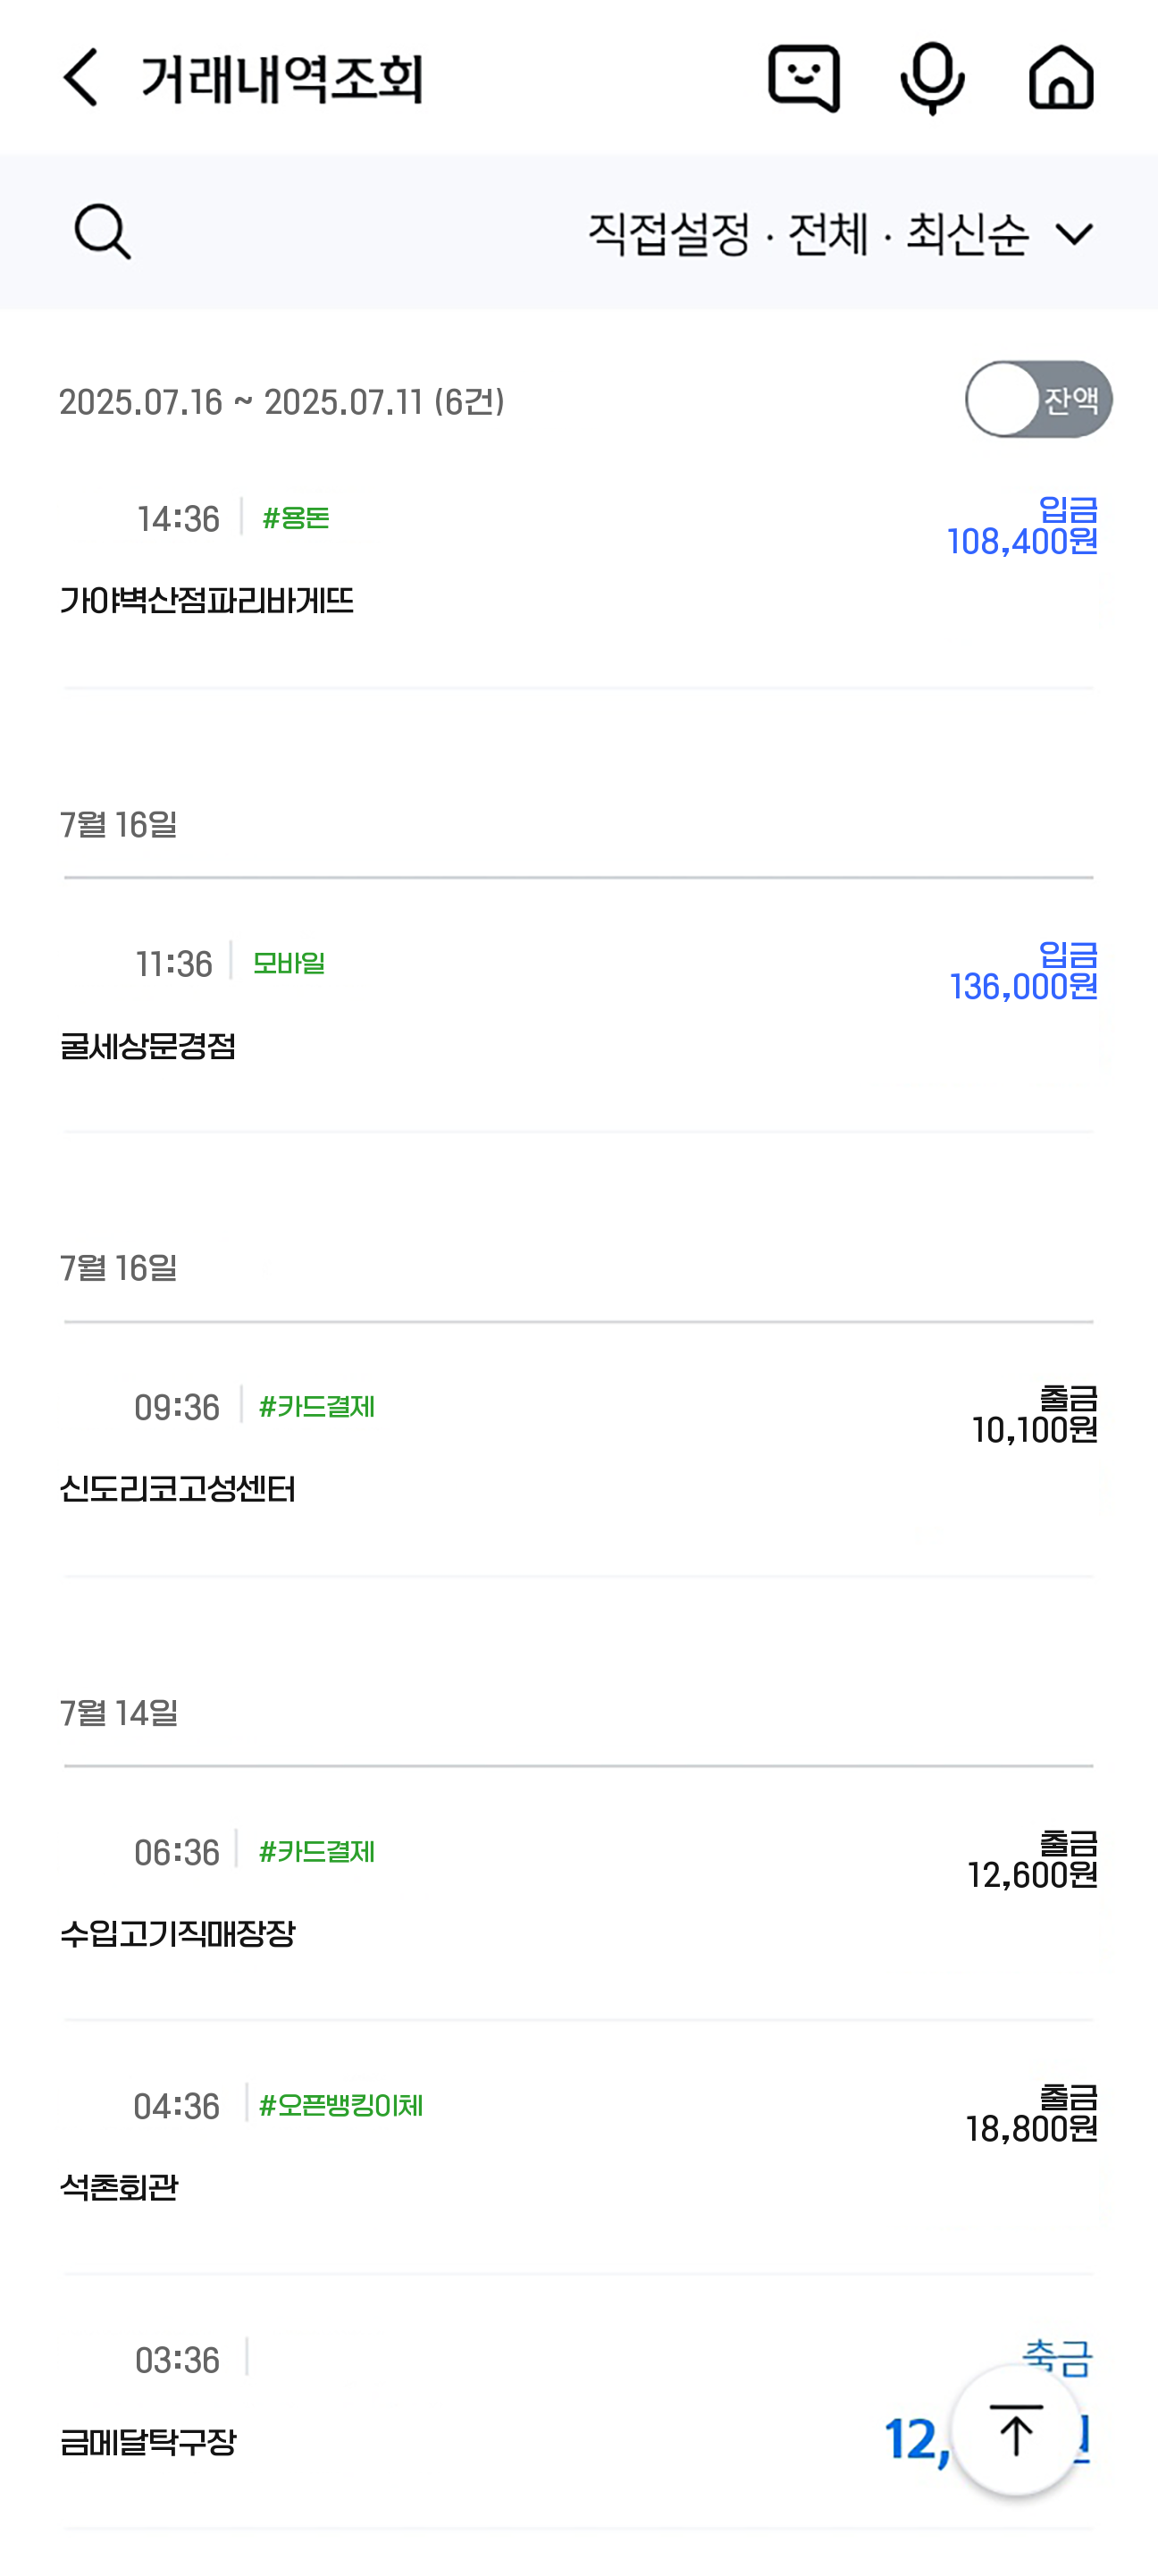 거래내역조회
직접설정 · 전체 · 최신순
2025.07.16 ~ 2025.07.11 (6건)
잔액
14:36 #용돈
입금
108,400원
가야벽산점파리바게뜨
7월 16일
11:36 모바일
입금
136,000원
굴세상문경점
7월 16일
09:36 #카드결제
출금
10,100원
신도리코고성센터
7월 14일
06:36 #카드결제
출금
12,600원
수입고기직매장장
04:36 #오픈뱅킹이체
출금
18,800원
석촌회관
03:36
금메달탁구장
12,